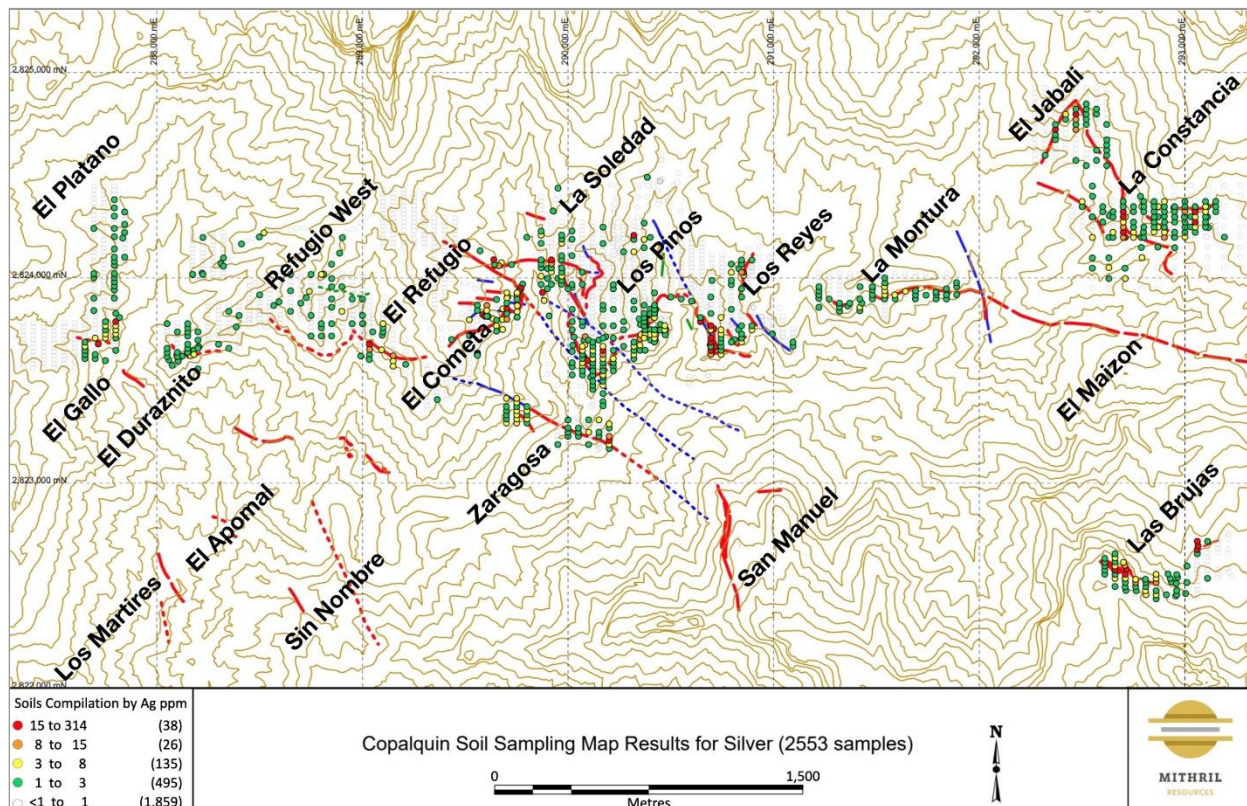 288,000 mE
289,000 mE
290,000 mE
291,000 mE
292,000 mE
293,000 mE
2,825,000 mN
2,824,000 mN
2,823,000 mN
2,822,000 mN
El Platano
Refugio West
El Refugio
La Soledad
Los Pinos
Los Reyes
La Montura
El Jabali
La Constancia
El Gallo
El Duraznito
El Cometa
Zaragosa
El Maizon
Los Martires
El Apomal
Sin Nombre
San Manuel
Las Brujas
Soils Compilation by Ag ppm
15 to 314 (38)
8 to 15 (26)
3 to 8 (135)
1 to 3 (495)
<1 to 1 (1,859)
Copalquin Soil Sampling Map Results for Silver (2553 samples)
0 1,500
Metres
N
MITHRIL
RESOURCES